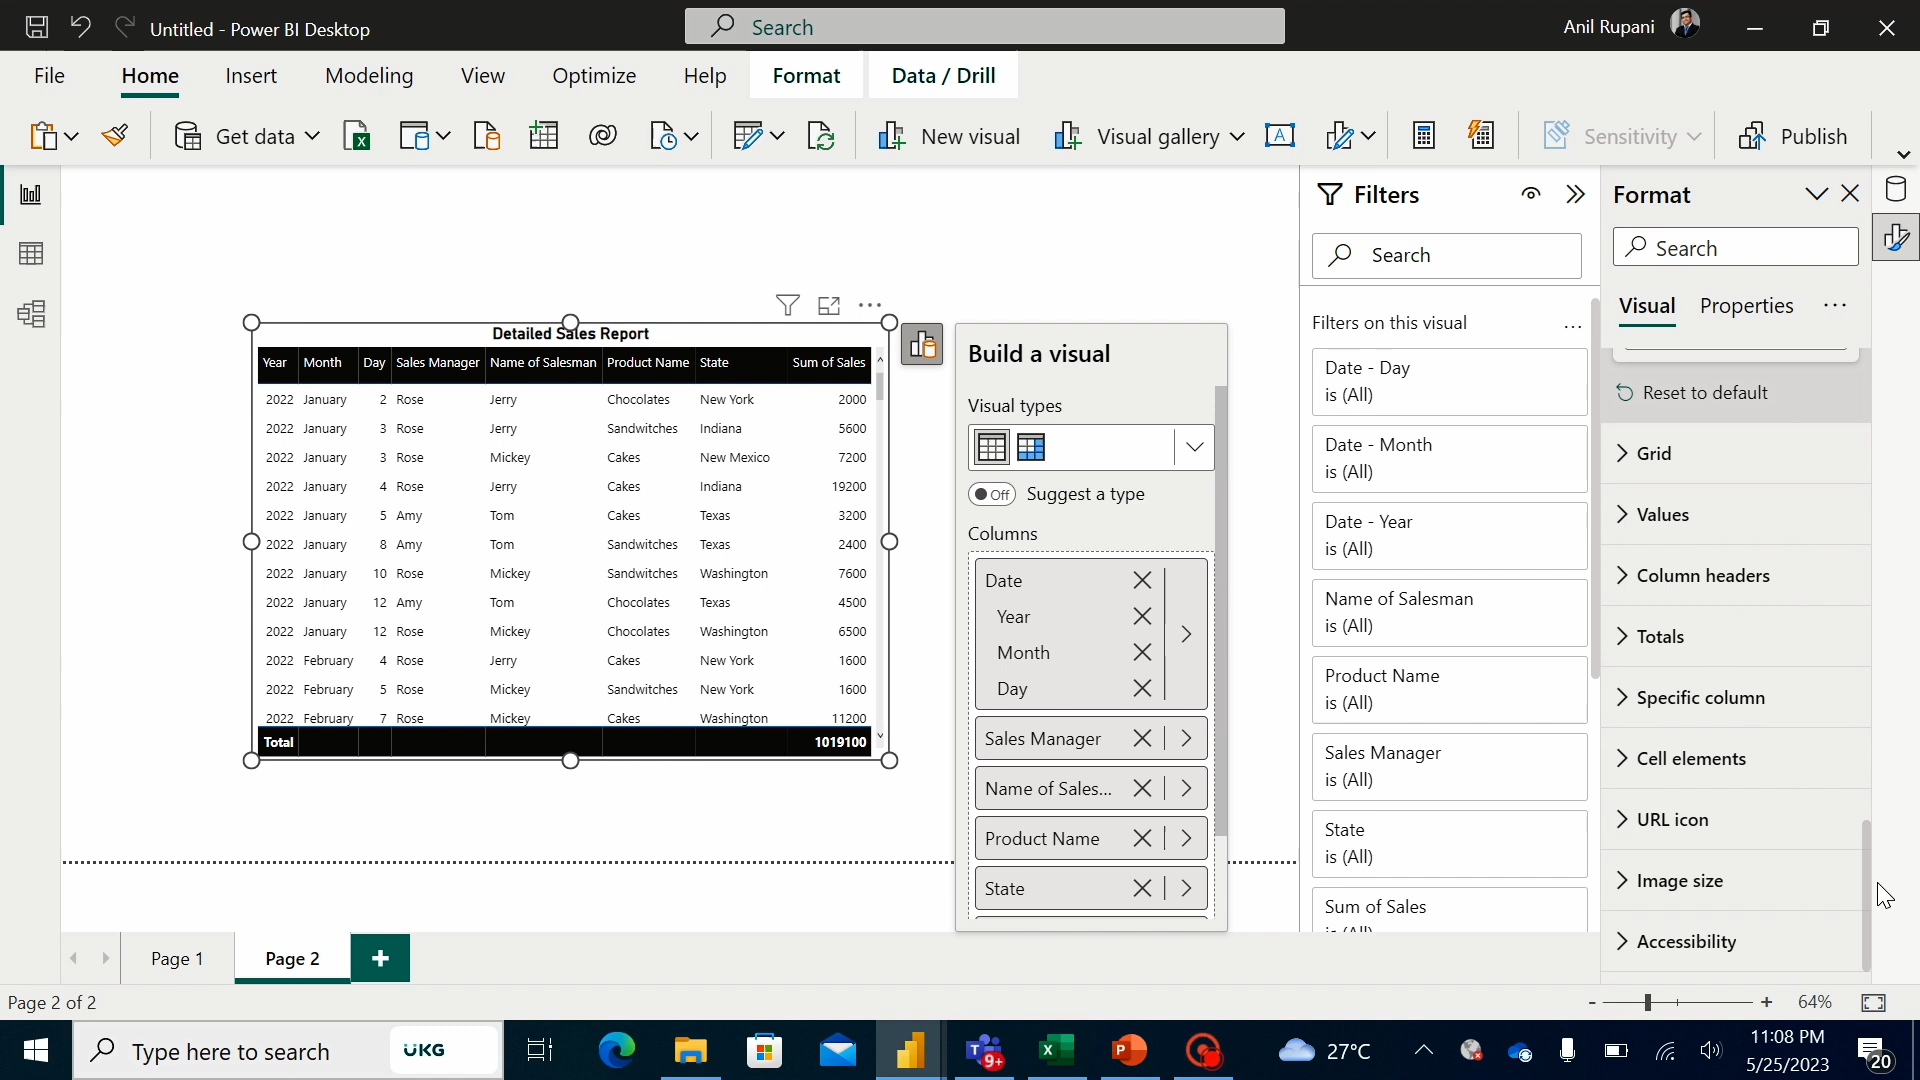 Untitled - Power BI Desktop
Search
Anil Rupani
File Home Insert Modeling View Optimize Help Format Data / Drill
Get data New visual Visual gallery Sensitivity Publish
Detailed Sales Report
Year Month Day Sales Manager Name of Salesman Product Name State Sum of Sales
2022 January 2 Rose Jerry Chocolates New York 2000
2022 January 3 Rose Jerry Sandwitches Indiana 5600
2022 January 3 Rose Mickey Cakes New Mexico 7200
2022 January 4 Rose Jerry Cakes Indiana 19200
2022 January 5 Amy Tom Cakes Texas 3200
2022 January 8 Amy Tom Sandwitches Texas 2400
2022 January 10 Rose Mickey Sandwitches Washington 7600
2022 January 12 Amy Tom Chocolates Texas 4500
2022 January 12 Rose Mickey Chocolates Washington 6500
2022 February 4 Rose Jerry Cakes New York 1600
2022 February 5 Rose Mickey Sandwitches New York 1600
2022 February 7 Rose Mickey Cakes Washington 11200
Total 1019100
Build a visual
Visual types
Off Suggest a type
Columns
Date
Year
Month
Day
Sales Manager
Name of Sales...
Product Name
State
Filters
Search
Filters on this visual
...
Date - Day
is (All)
Date - Month
is (All)
Date - Year
is (All)
Name of Salesman
is (All)
Product Name
is (All)
Sales Manager
is (All)
State
is (All)
Sum of Sales
is (All)
Format
Search
Visual Properties ...
Reset to default
Grid
Values
Column headers
Totals
Specific column
Cell elements
URL icon
Image size
Accessibility
Page 1 Page 2 +
Page 2 of 2
- + 64%
Type here to search
UKG
9+
27°C
11:08 PM
5/25/2023
20